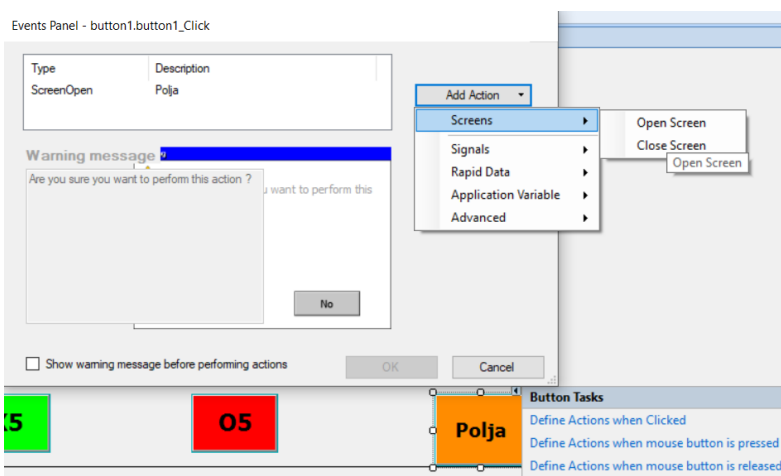 Events Panel - button1.button1_Click
Type Description
ScreenOpen Polja
Add Action
Screens
Signals
Rapid Data
Application Variable
Advanced
Open Screen
Close Screen
Open Screen
Warning message
Are you sure you want to perform this action ?
u want to perform this
No
Show warning message before performing actions
OK Cancel
5 O5 Polja
Button Tasks
Define Actions when Clicked
Define Actions when mouse button is pressed
Define Actions when mouse button is released